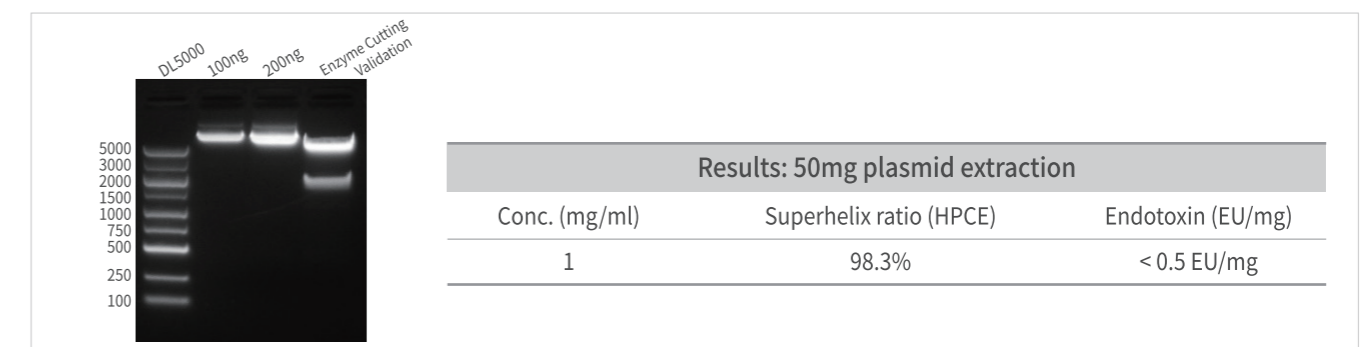 DL5000
100ng
200ng
Enzyme Cutting
Validation
5000
3000
2000
1500
1000
750
500
250
100
Results: 50mg plasmid extraction
Conc. (mg/ml) Superhelix ratio (HPCE) Endotoxin (EU/mg)
1 98.3% < 0.5 EU/mg